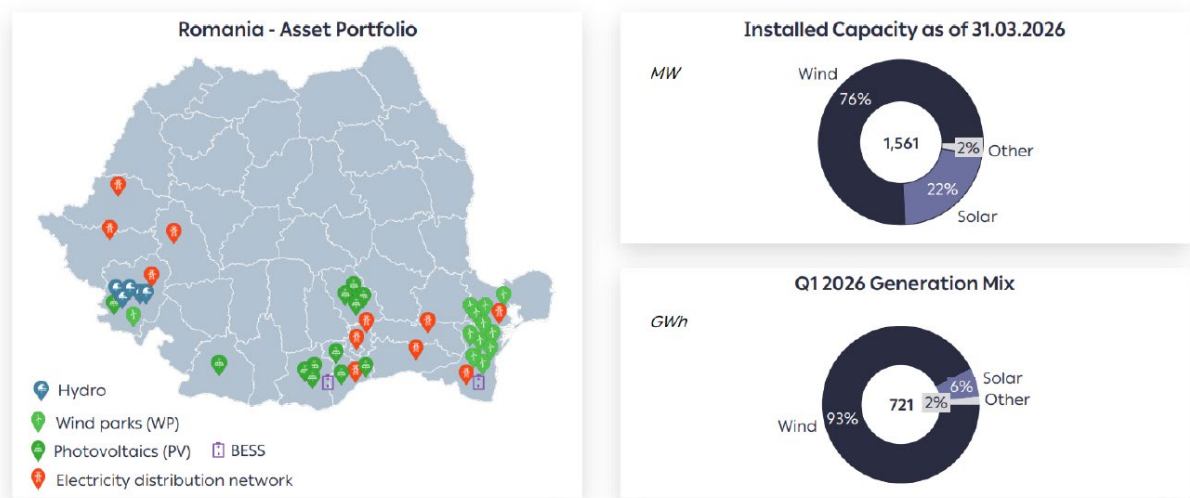 Romania - Asset Portfolio
Hydro
Wind parks (WP)
Photovoltaics (PV)
BESS
Electricity distribution network
Installed Capacity as of 31.03.2026
MW
Wind
76%
1,561
2%
Other
22%
Solar
Q1 2026 Generation Mix
GWh
Solar
6%
Other
721
2%
Wind
93%